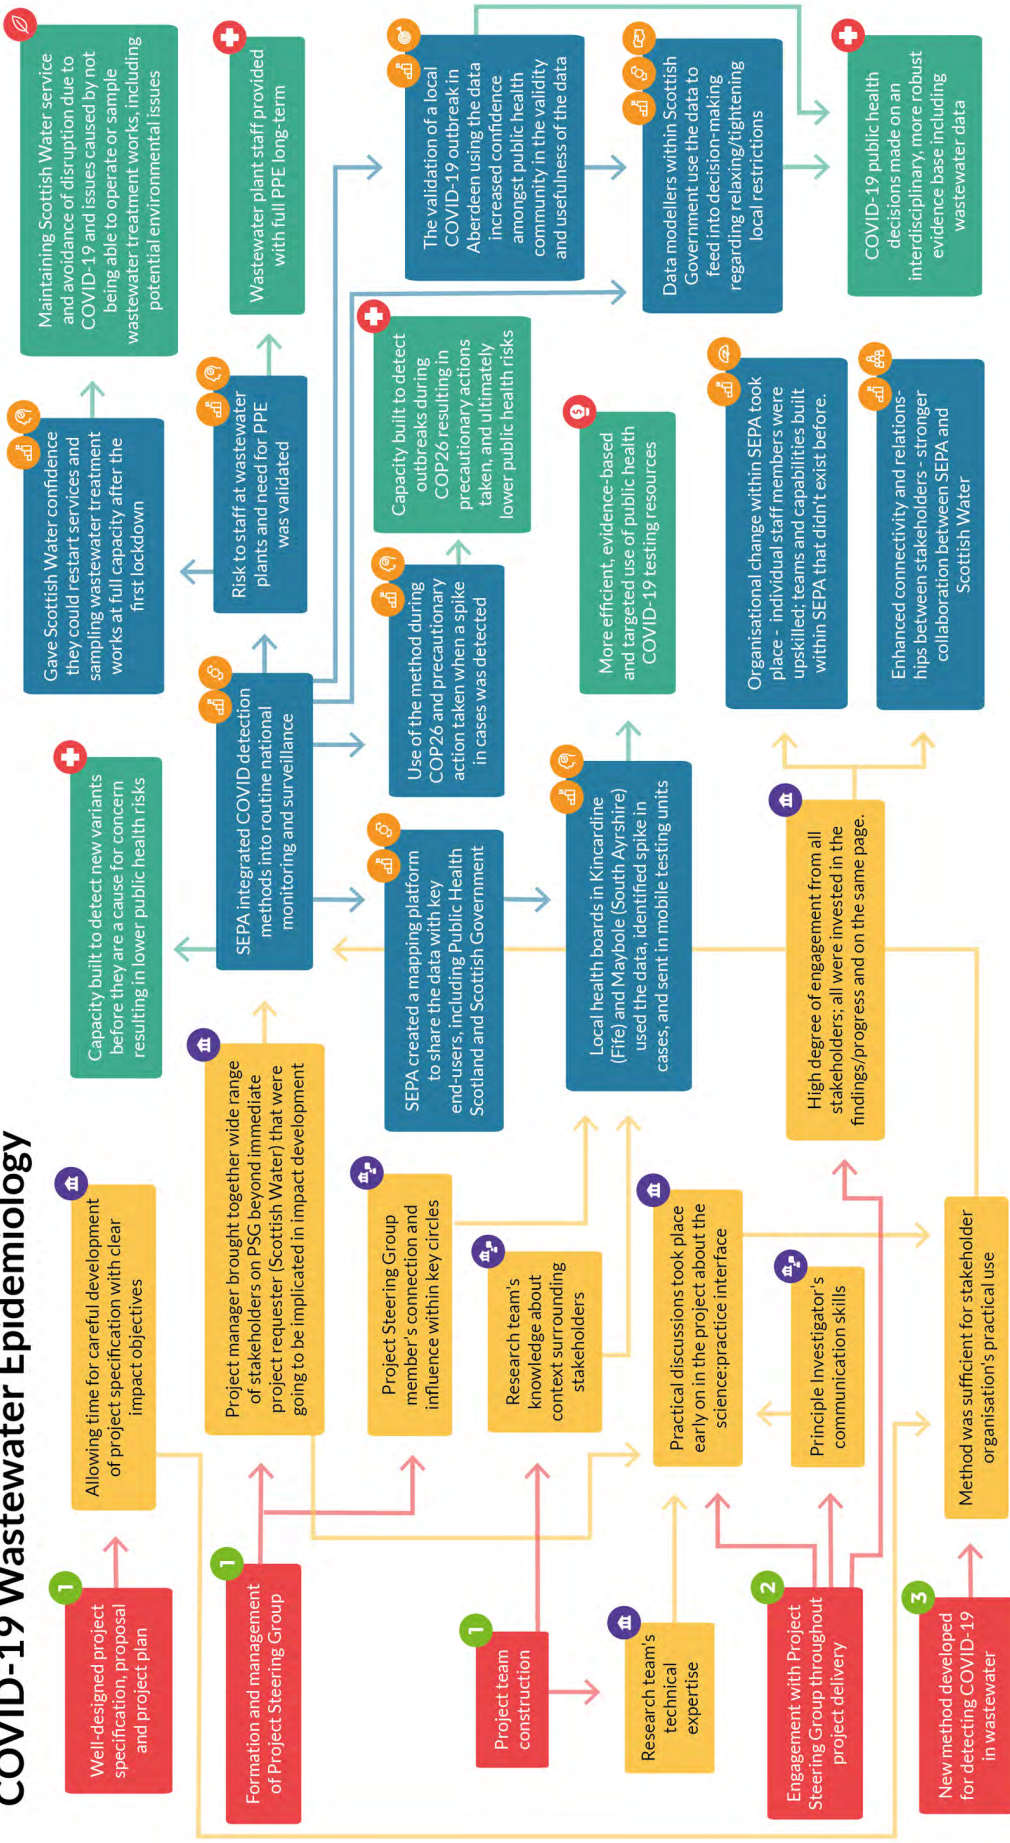 COVID-19 Wastewater Epidemiology
1
Well-designed project
specification, proposal
and project plan
1
Formation and management
of Project Steering Group
1
Project team
construction
Research team's
technical
expertise
2
Engagement with Project
Steering Group throughout
project delivery
3
New method developed
for detecting COVID-19
in wastewater
Allowing time for careful development
of project specification with clear
impact objectives
Project manager brought together wide range
of stakeholders on PSG beyond immediate
project requester (Scottish Water) that were
going to be implicated in impact development
Project Steering Group
member's connection and
influence within key circles
Research team's
knowledge about
context surrounding
stakeholders
Practical discussions took place
early on in the project about the
science:practice interface
Principle Investigator's
communication skills
Method was sufficient for stakeholder
organisation's practical use
Capacity built to detect new variants
before they are a cause for concern
resulting in lower public health risks
SEPA integrated COVID detection
methods into routine national
monitoring and surveillance
SEPA created a mapping platform
to share the data with key
end-users, including Public Health
Scotland and Scottish Government
Local health boards in Kincardine
(Fife) and Maybole (South Ayrshire)
used the data, identified spike in
cases, and sent in mobile testing units
High degree of engagement from all
stakeholders; all were invested in the
findings/progress and on the same page.
Gave Scottish Water confidence
they could restart services and
sampling wastewater treatment
works at full capacity after the
first lockdown
Risk to staff at wastewater
plants and need for PPE
was validated
Use of the method during
COP26 and precautionary
action taken when a spike
in cases was detected
More efficient, evidence-based
and targeted use of public health
COVID-19 testing resources
Organisational change within SEPA took
place - individual staff members were
upskilled; teams and capabilities built
within SEPA that didn't exist before.
Enhanced connectivity and relations-
hips between stakeholders - stronger
collaboration between SEPA and
Scottish Water
Maintaining Scottish Water service
and avoidance of disruption due to
COVID-19 and issues caused by not
being able to operate or sample
wastewater treatment works, including
potential environmental issues
Wastewater plant staff provided
with full PPE long-term
Capacity built to detect
outbreaks during
COP26 resulting in
precautionary actions
taken, and ultimately
lower public health risks
The validation of a local
COVID-19 outbreak in
Aberdeen using the data
increased confidence
amongst public health
community in the validity
and usefulness of the data
Data modellers within Scottish
Government use the data to
feed into decision-making
regarding relaxing/tightening
local restrictions
COVID-19 public health
decisions made on an
interdisciplinary, more robust
evidence base including
wastewater data